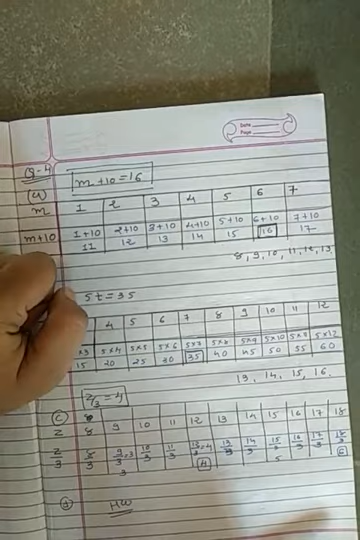 Date
Page
Q-4
(a) m+10=16
m 1 2 3 4 5 6 7
m+10 1+10 2+10 3+10 4+10 5+10 6+10 7+10
11 12 13 14 15 16 17
8, 9, 10, 11, 12, 13
5t=35
4 5 6 7 8 9 10 11 12
5×4 5×5 5×6 5×7 5×8 5×9 5×10 5×11 5×12
15 20 25 30 35 40 45 50 55 60
13, 14, 15, 16,
(c) z/3 = 4
z 8 9 10 11 12 13 14 15 16 17 18
z/3 8/3 9/3=3 10/3 11/3 12/3=4 13/3 14/3 15/3 16/3 17/3 18/3
3 4 5 6
HW